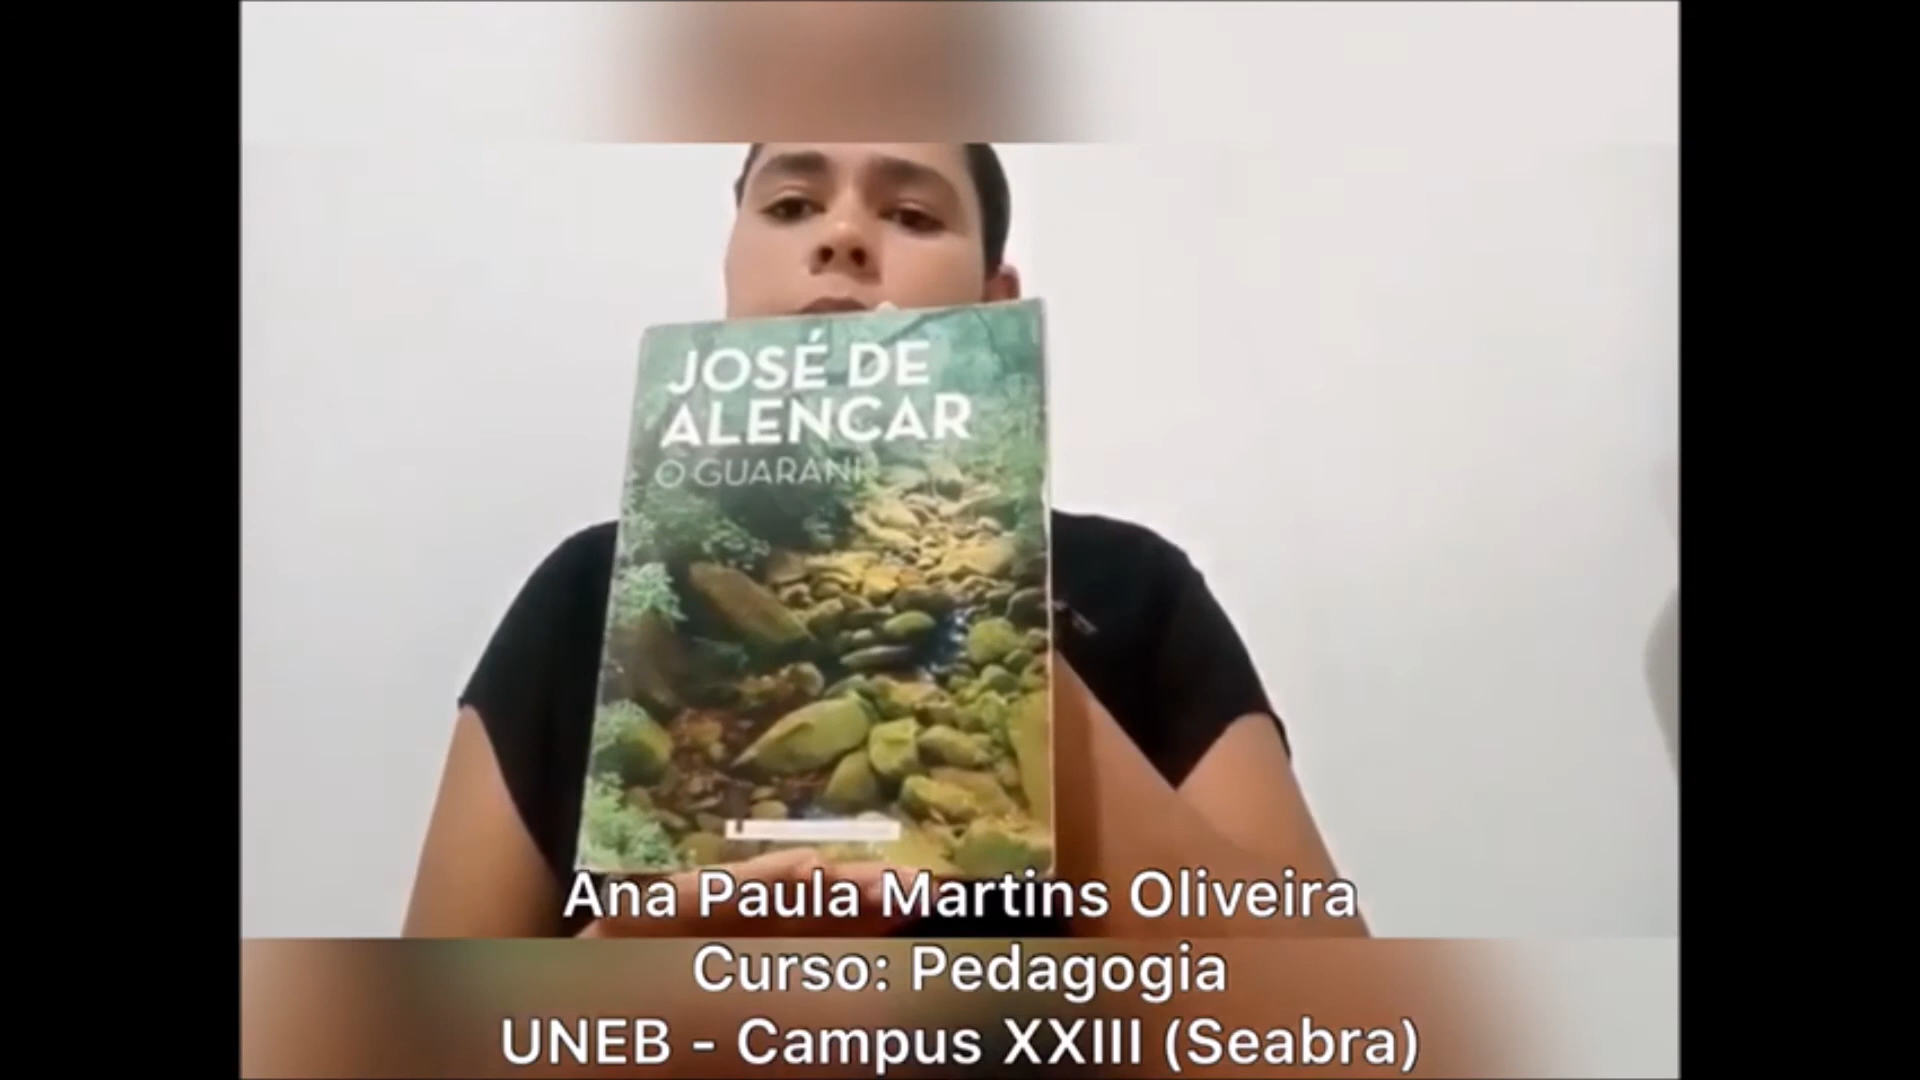 JOSÉ DE
ALENCAR
O GUARANI
Ana Paula Martins Oliveira
Curso: Pedagogia
UNEB - Campus XXIII (Seabra)